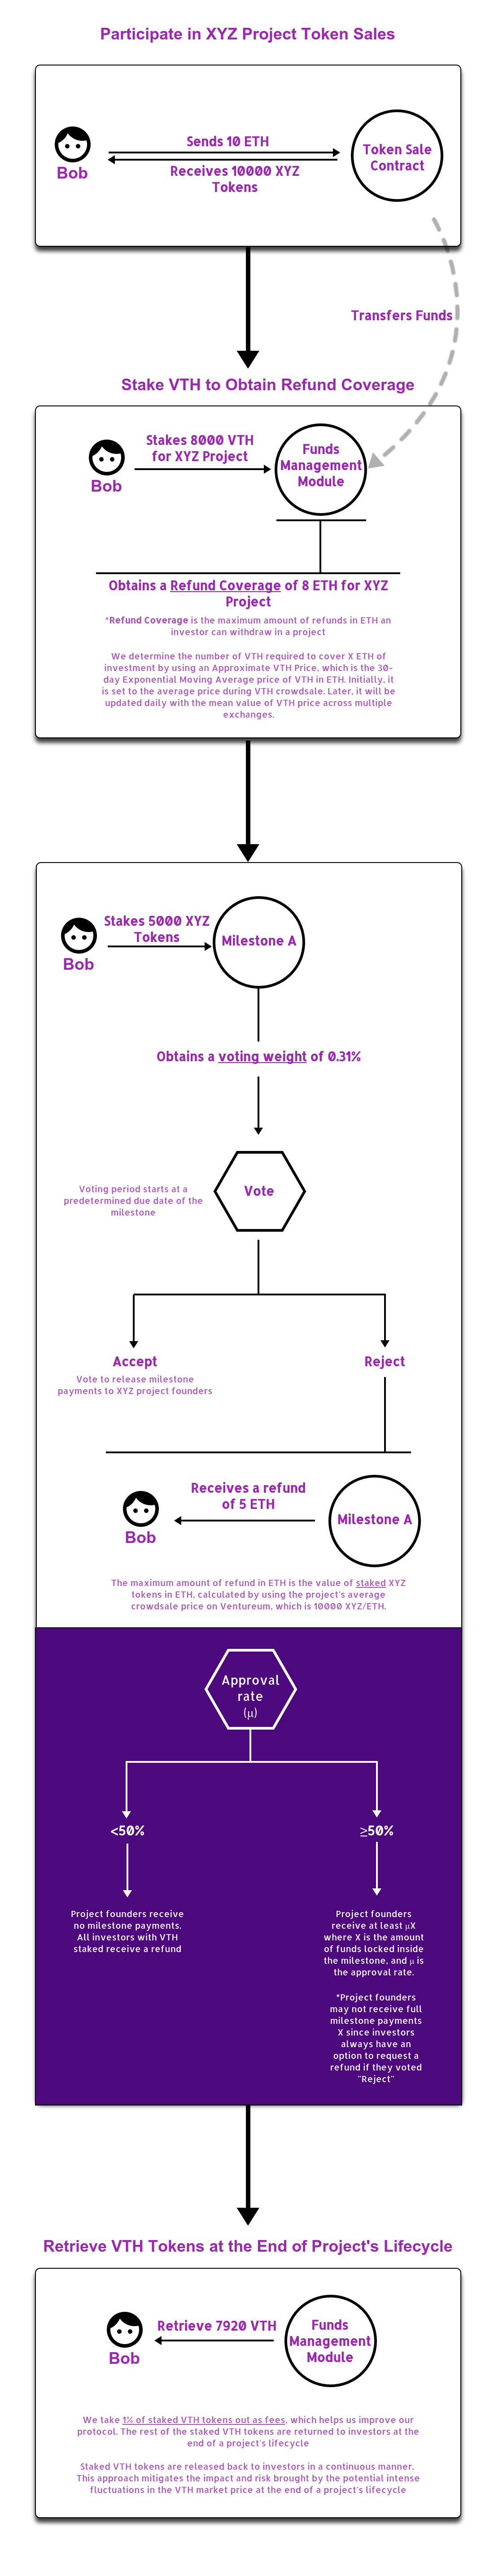 Participate in XYZ Project Token Sales
Sends 10 ETH
Bob
Receives 10000 XYZ
Tokens
Token Sale
Contract
Transfers Funds
Stake VTH to Obtain Refund Coverage
Stakes 8000 VTH
for XYZ Project
Bob
Funds
Management
Module
Obtains a Refund Coverage of 8 ETH for XYZ
Project
*Refund Coverage is the maximum amount of refunds in ETH an
investor can withdraw in a project
We determine the number of VTH required to cover X ETH of
investment by using an Approximate VTH Price, which is the 30-
day Exponential Moving Average price of VTH in ETH. Initially, it
is set to the average price during VTH crowdsale. Later, it will be
updated daily with the mean value of VTH price across multiple
exchanges.
Stakes 5000 XYZ
Tokens
Bob
Milestone A
Obtains a voting weight of 0.31%
Voting period starts at a
predetermined due date of the
milestone
Vote
Accept
Vote to release milestone
payments to XYZ project founders
Reject
Receives a refund
of 5 ETH
Bob
Milestone A
The maximum amount of refund in ETH is the value of staked XYZ
tokens in ETH, calculated by using the project's average
crowdsale price on Ventureum, which is 10000 XYZ/ETH.
Approval
rate
(μ)
<50%
≥50%
Project founders receive
no milestone payments.
All investors with VTH
staked receive a refund
Project founders
receive at least μX
where X is the amount
of funds locked inside
the milestone, and μ is
the approval rate.
*Project founders
may not receive full
milestone payments
X since investors
always have an
option to request a
refund if they voted
"Reject"
Retrieve VTH Tokens at the End of Project's Lifecycle
Retrieve 7920 VTH
Bob
Funds
Management
Module
We take 1% of staked VTH tokens out as fees, which helps us improve our
protocol. The rest of the staked VTH tokens are returned to investors at the
end of a project's lifecycle
Staked VTH tokens are released back to investors in a continuous manner.
This approach mitigates the impact and risk brought by the potential intense
fluctuations in the VTH market price at the end of a project's lifecycle